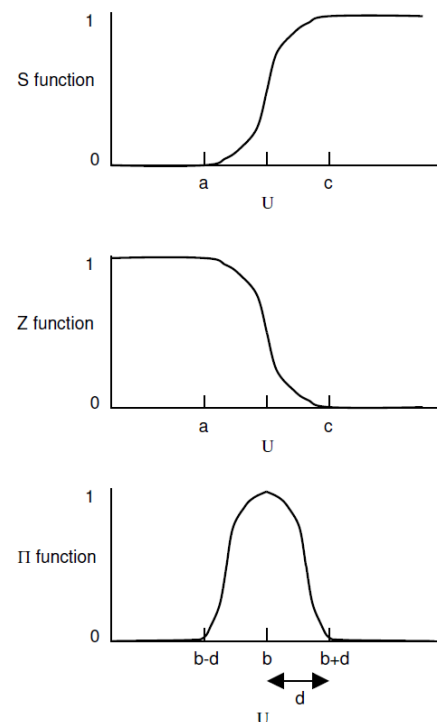 1
S function
0
a
c
U
1
Z function
0
a
c
U
1
Π function
0
b-d
b
b+d
d
U